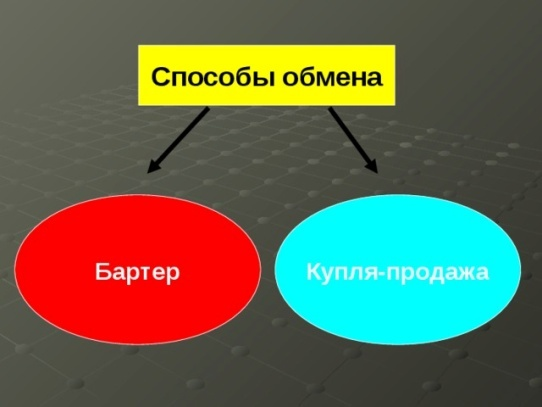 Способы обмена
Бартер
Купля-продажа